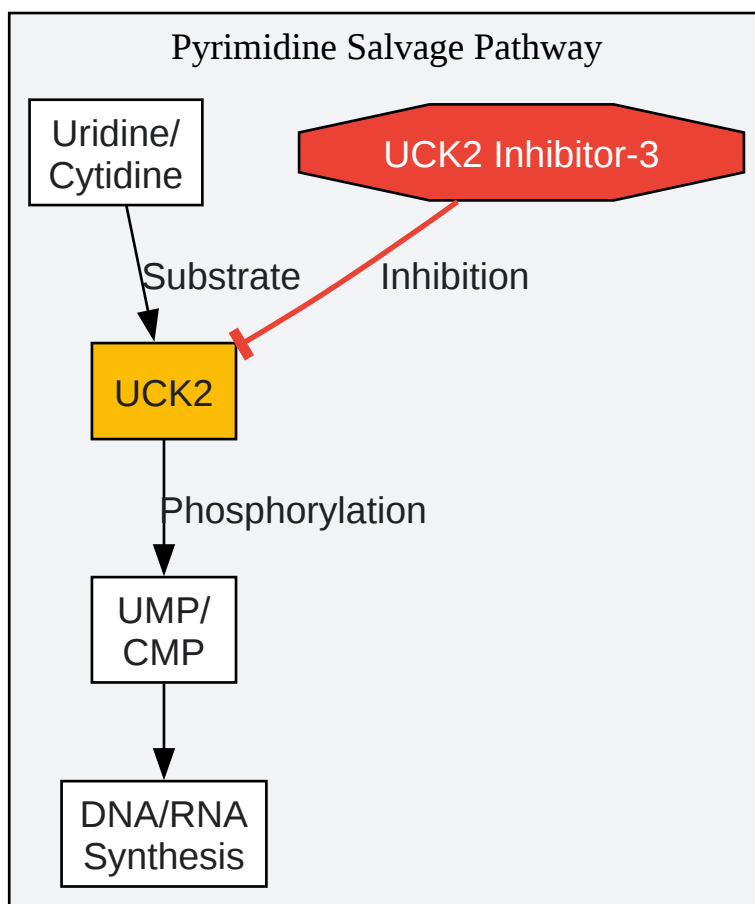 Pyrimidine Salvage Pathway
Uridine/
Cytidine
UCK2 Inhibitor-3
Substrate
Inhibition
UCK2
Phosphorylation
UMP/
CMP
DNA/RNA
Synthesis